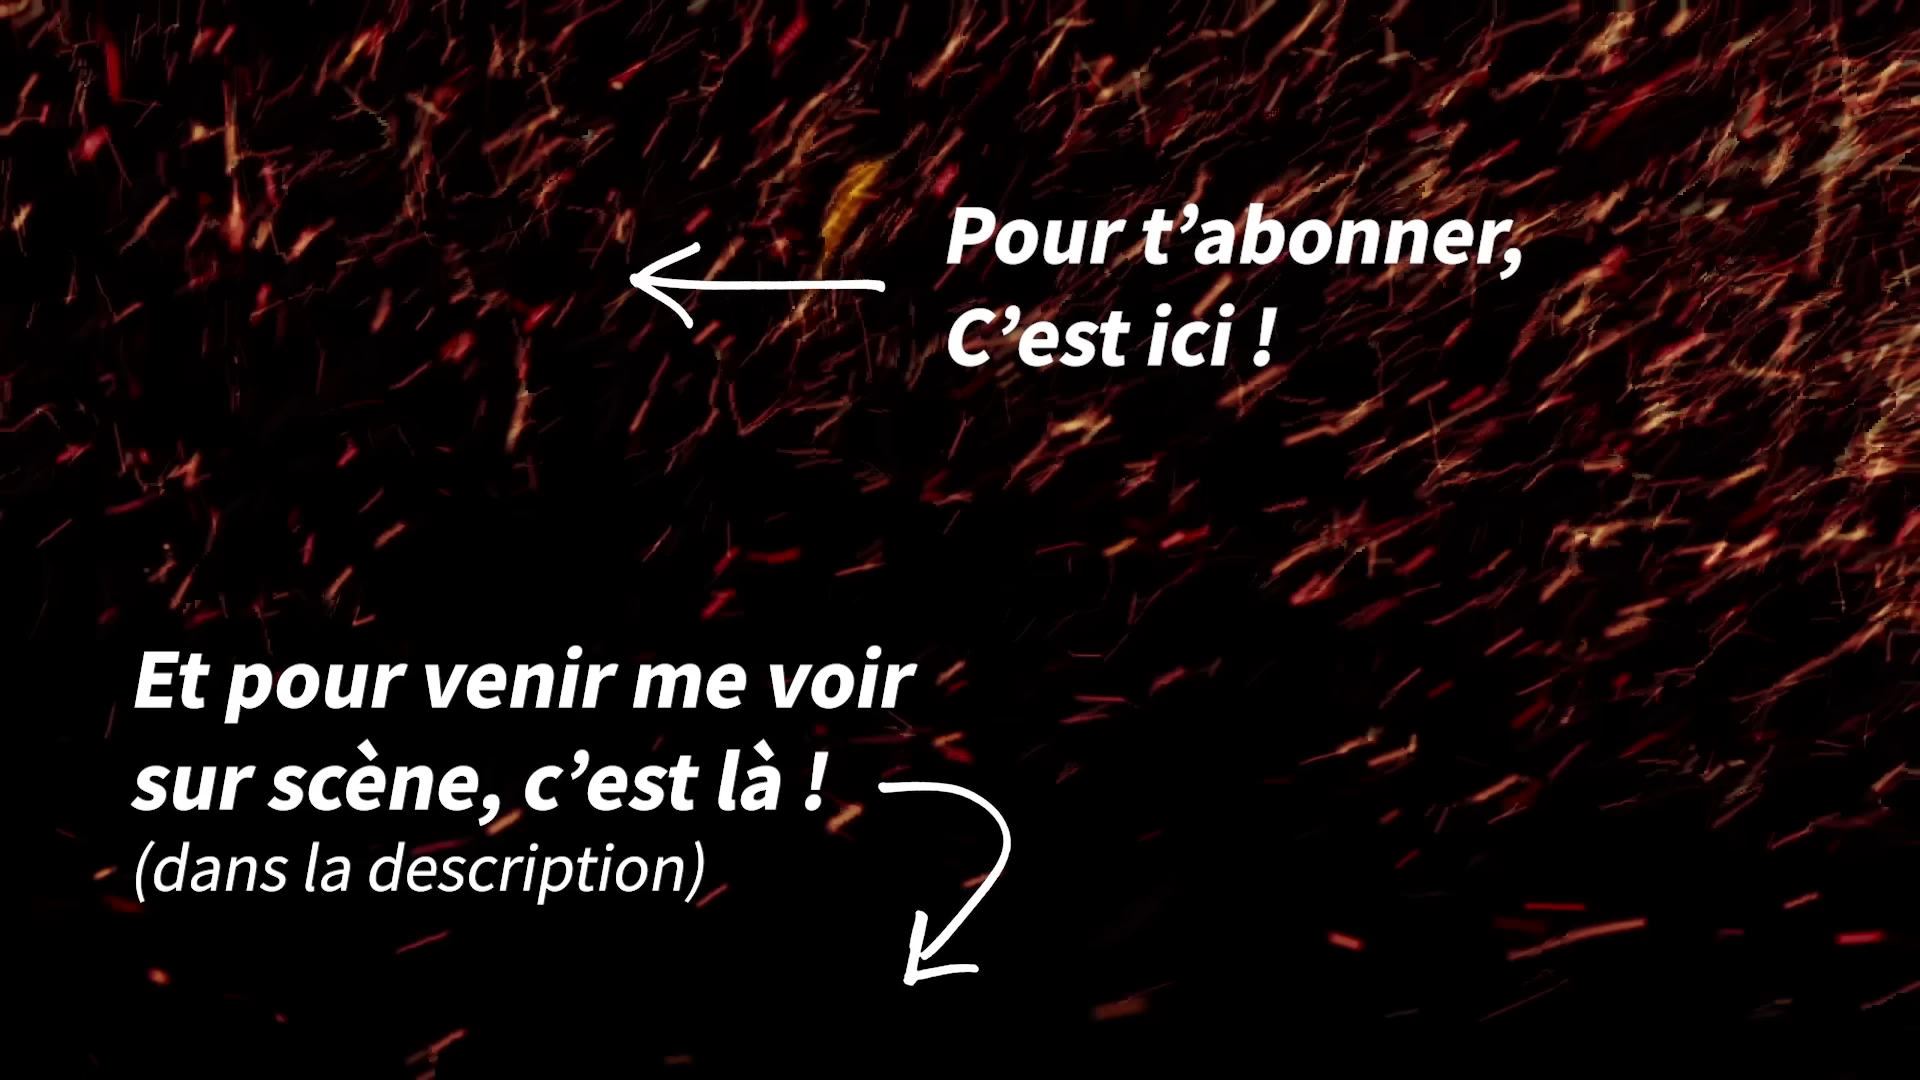 Pour t’abonner,
C’est ici !
Et pour venir me voir
sur scène, c’est là !
(dans la description)